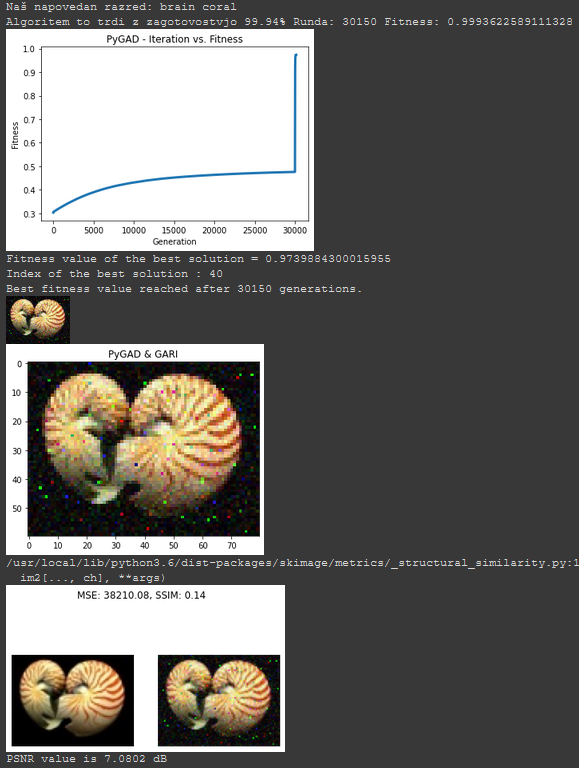 Naš napovedan razred: brain coral
Algoritem to trdi z zagotovostvjo 99.94% Runda: 30150 Fitness: 0.9993622589111328
PyGAD - Iteration vs. Fitness
1.0
0.9
0.8
0.7
0.6
0.5
0.4
0.3
Fitness
0 5000 10000 15000 20000 25000 30000
Generation
Fitness value of the best solution = 0.9739884300015955
Index of the best solution : 40
Best fitness value reached after 30150 generations.
PyGAD & GARI
0
10
20
30
40
50
0 10 20 30 40 50 60 70
/usr/local/lib/python3.6/dist-packages/skimage/metrics/_structural_similarity.py:1
im2[..., ch], **args)
MSE: 38210.08, SSIM: 0.14
PSNR value is 7.0802 dB